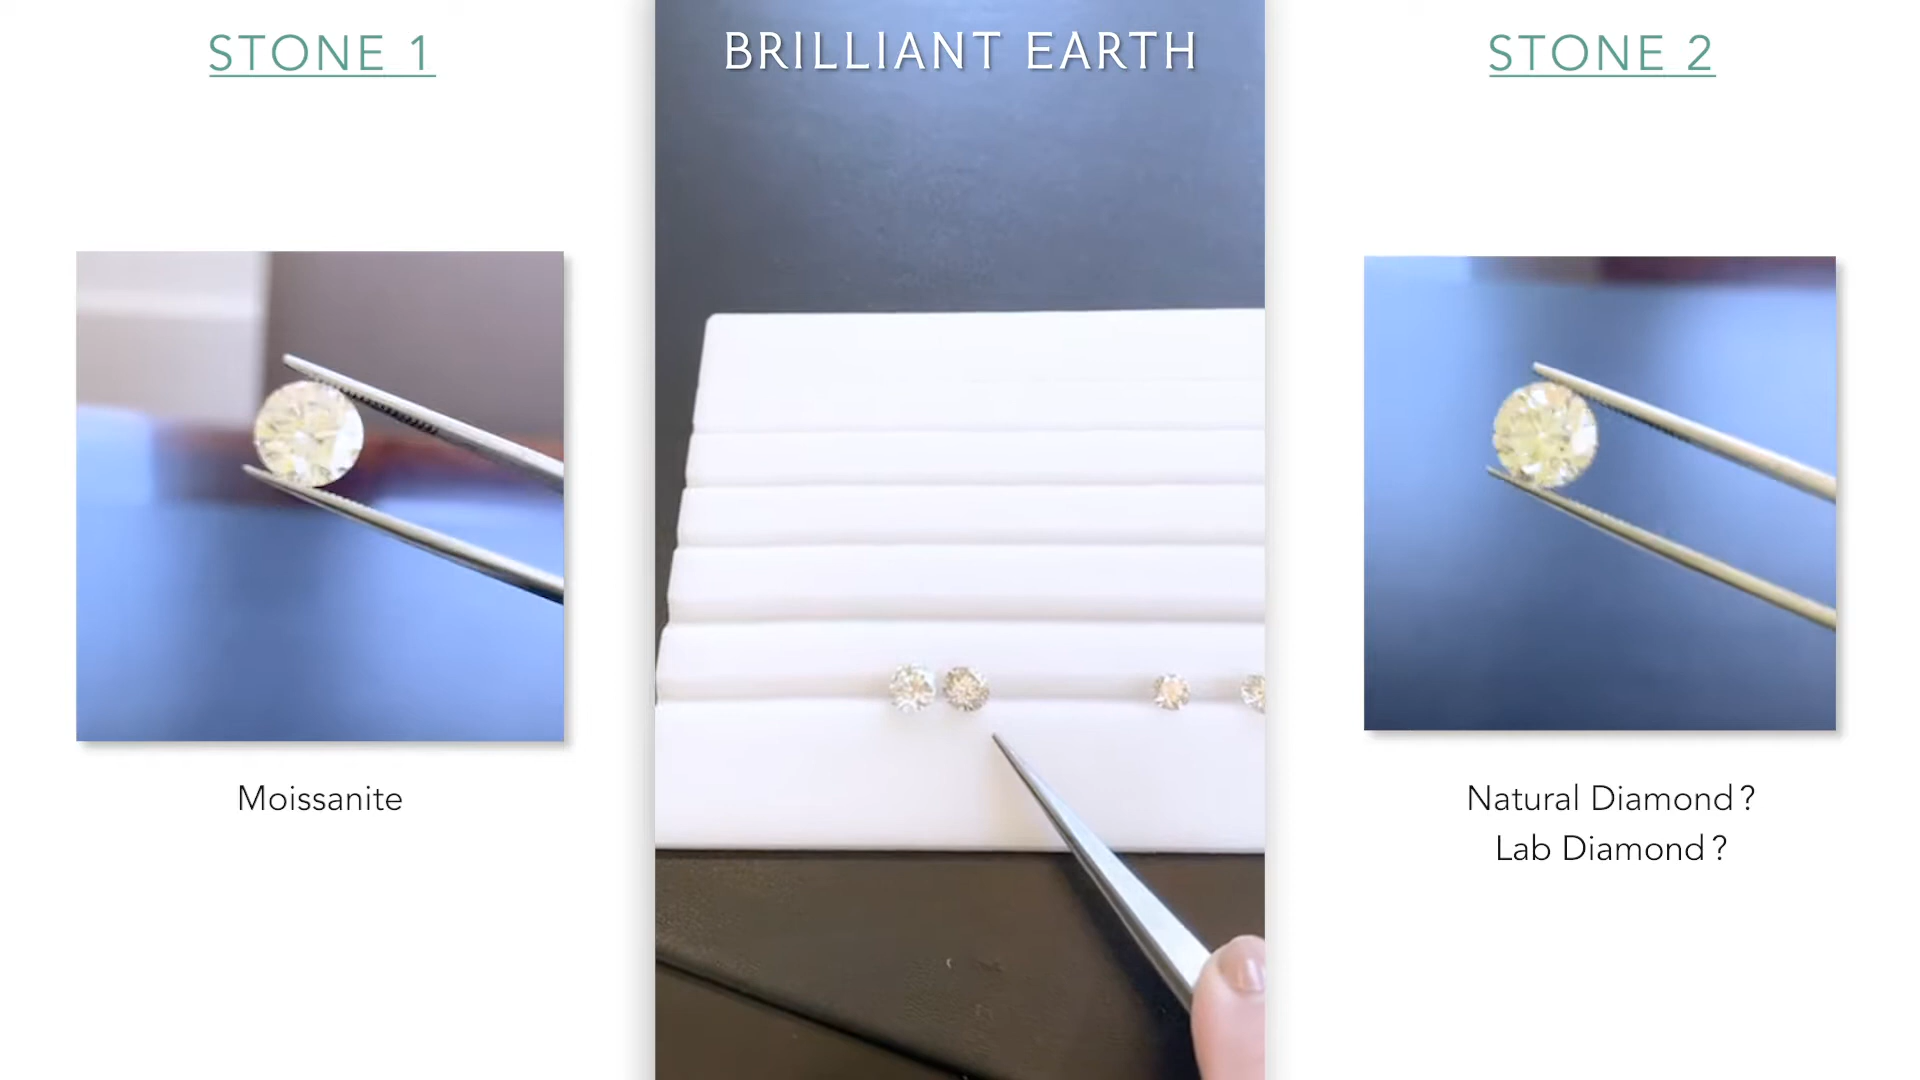 STONE 1
Moissanite
BRILLIANT EARTH
STONE 2
Natural Diamond?
Lab Diamond?